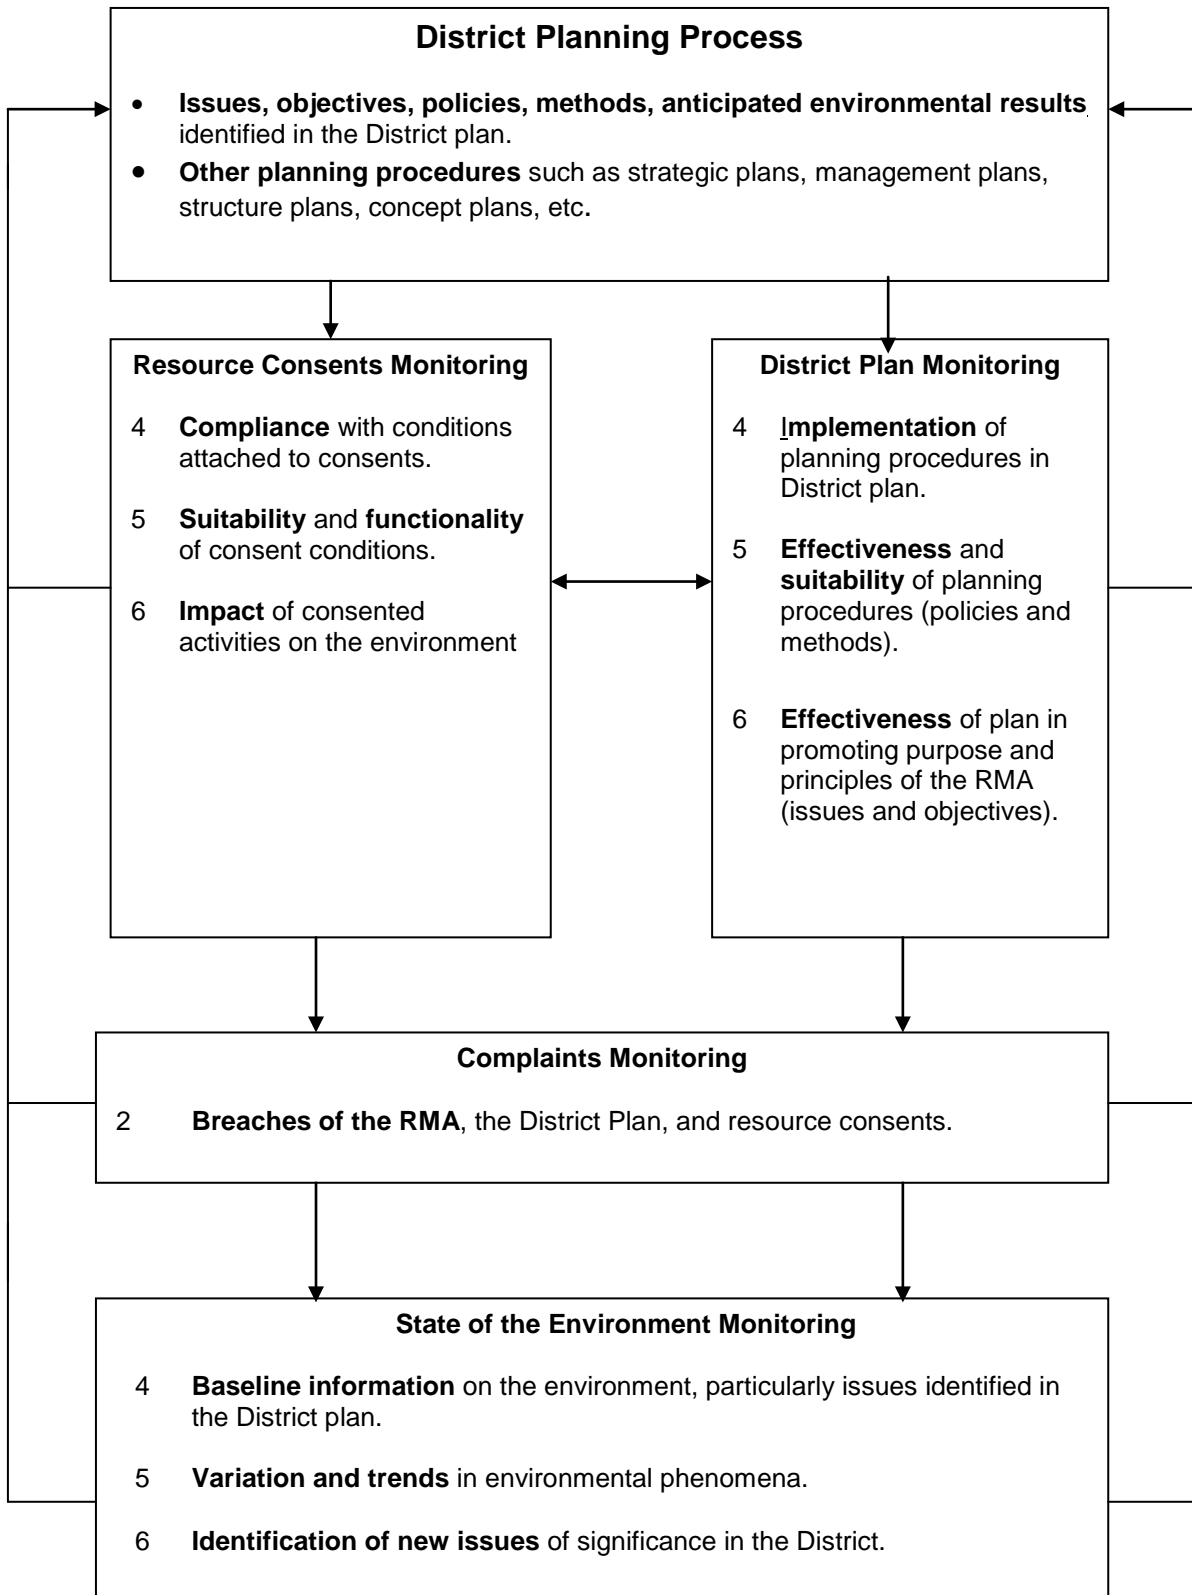 District Planning Process
• Issues, objectives, policies, methods, anticipated environmental results
identified in the District plan.
• Other planning procedures such as strategic plans, management plans,
structure plans, concept plans, etc.
Resource Consents Monitoring
4 Compliance with conditions
attached to consents.
5 Suitability and functionality
of consent conditions.
6 Impact of consented
activities on the environment
District Plan Monitoring
4 Implementation of
planning procedures in
District plan.
5 Effectiveness and
suitability of planning
procedures (policies and
methods).
6 Effectiveness of plan in
promoting purpose and
principles of the RMA
(issues and objectives).
Complaints Monitoring
2 Breaches of the RMA, the District Plan, and resource consents.
State of the Environment Monitoring
4 Baseline information on the environment, particularly issues identified in
the District plan.
5 Variation and trends in environmental phenomena.
6 Identification of new issues of significance in the District.